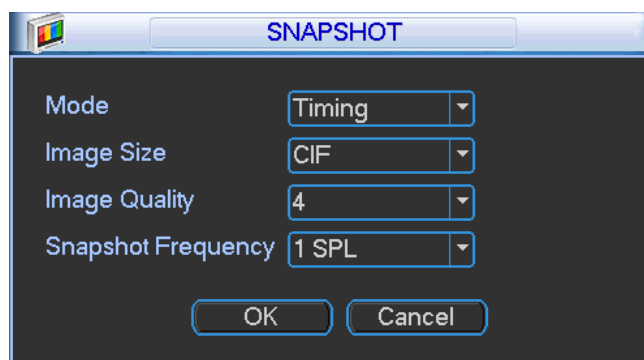 SNAPSHOT
Mode Timing
Image Size CIF
Image Quality 4
Snapshot Frequency 1 SPL
OK Cancel